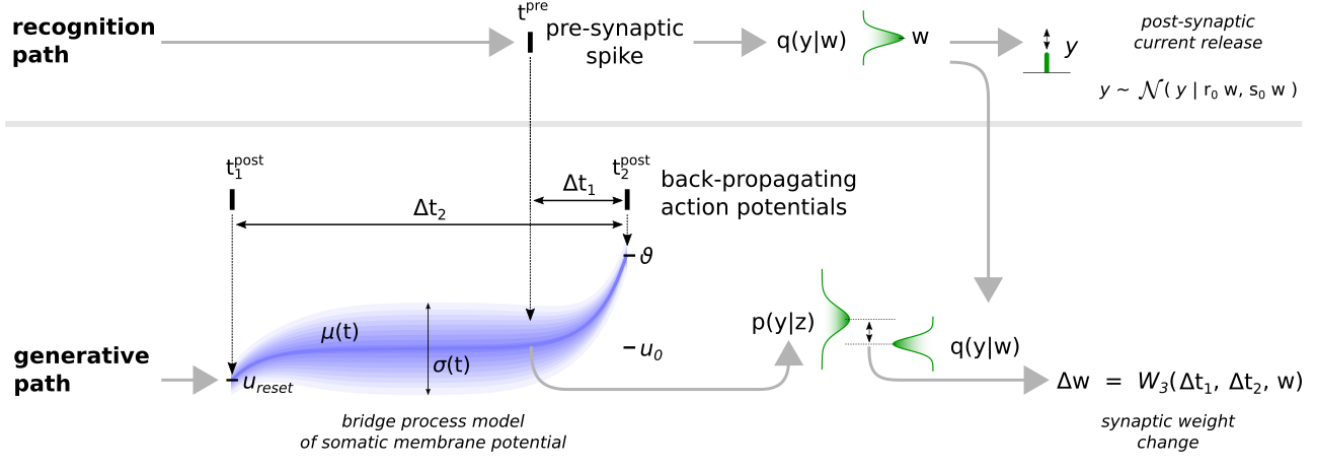 recognition path
t^pre
pre-synaptic spike
q(y|w)
w
y
post-synaptic current release
y ~ 𝒩( y | r₀ w, s₀ w )
t₁^post
t₂^post
Δt₁
Δt₂
back-propagating action potentials
ϑ
μ(t)
σ(t)
u₀
u_reset
generative path
p(y|z)
q(y|w)
Δw = W₃(Δt₁, Δt₂, w)
bridge process model
of somatic membrane potential
synaptic weight change